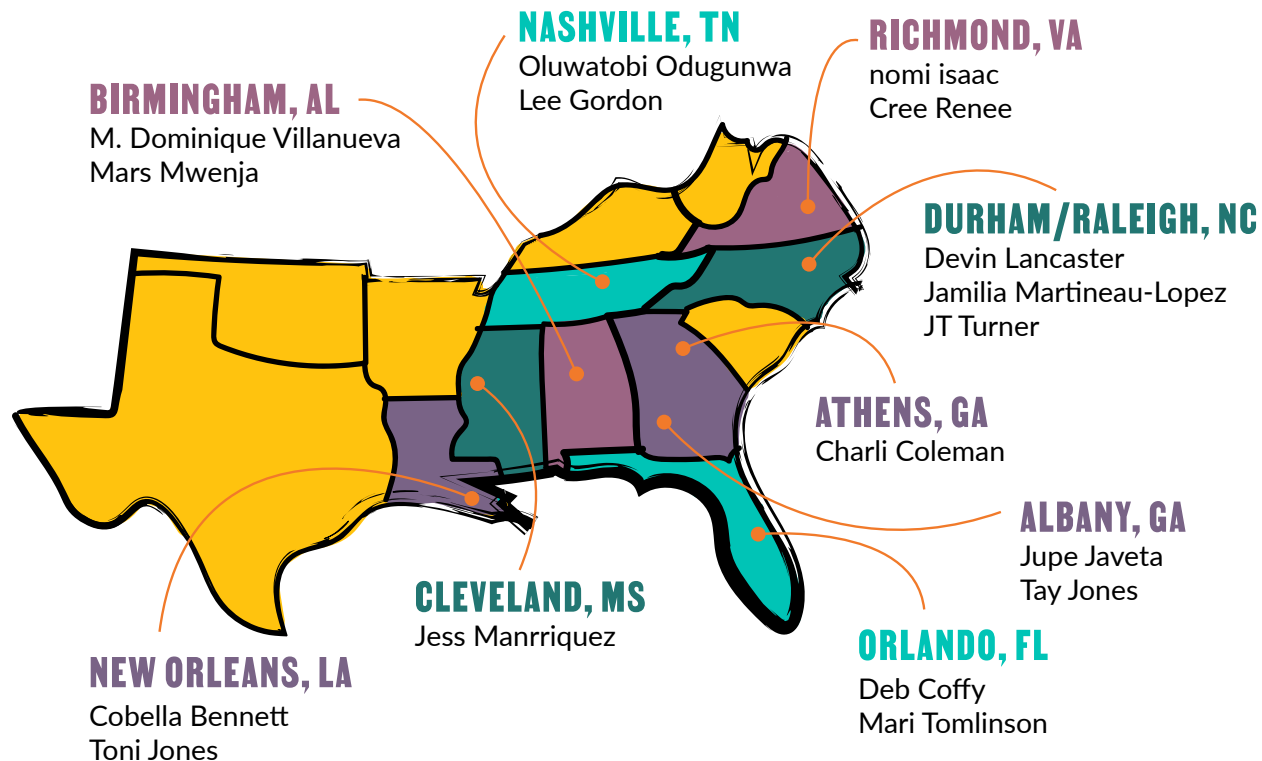 NASHVILLE, TN
Oluwatobi Odugunwa
Lee Gordon
RICHMOND, VA
nomi isaac
Cree Renee
BIRMINGHAM, AL
M. Dominique Villanueva
Mars Mwenja
DURHAM/RALEIGH, NC
Devin Lancaster
Jamilia Martineau-Lopez
JT Turner
ATHENS, GA
Charli Coleman
ALBANY, GA
Jupe Javeta
Tay Jones
CLEVELAND, MS
Jess Manrriquez
ORLANDO, FL
Deb Coffy
Mari Tomlinson
NEW ORLEANS, LA
Cobella Bennett
Toni Jones